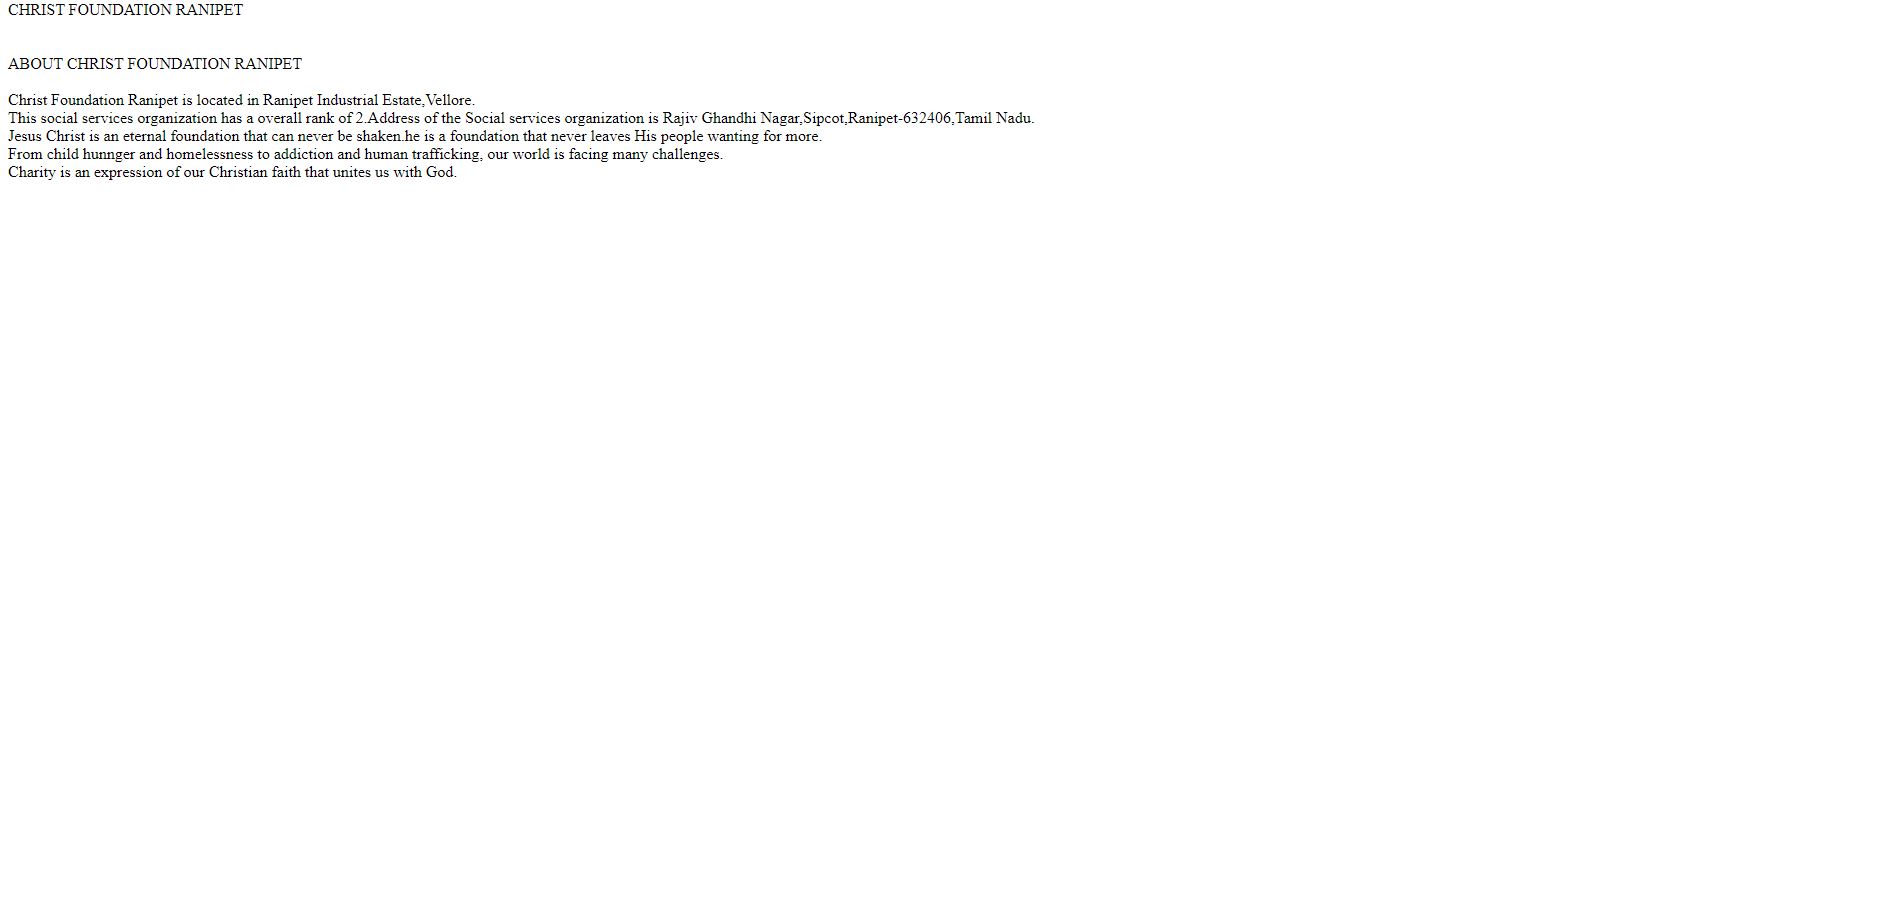 CHRIST FOUNDATION RANIPET
ABOUT CHRIST FOUNDATION RANIPET
Christ Foundation Ranipet is located in Ranipet Industrial Estate,Vellore.
This social services organization has a overall rank of 2.Address of the Social services organization is Rajiv Ghandhi Nagar,Sipcot,Ranipet-632406,Tamil Nadu.
Jesus Christ is an eternal foundation that can never be shaken.he is a foundation that never leaves His people wanting for more.
From child hunnger and homelessness to addiction and human trafficking, our world is facing many challenges.
Charity is an expression of our Christian faith that unites us with God.